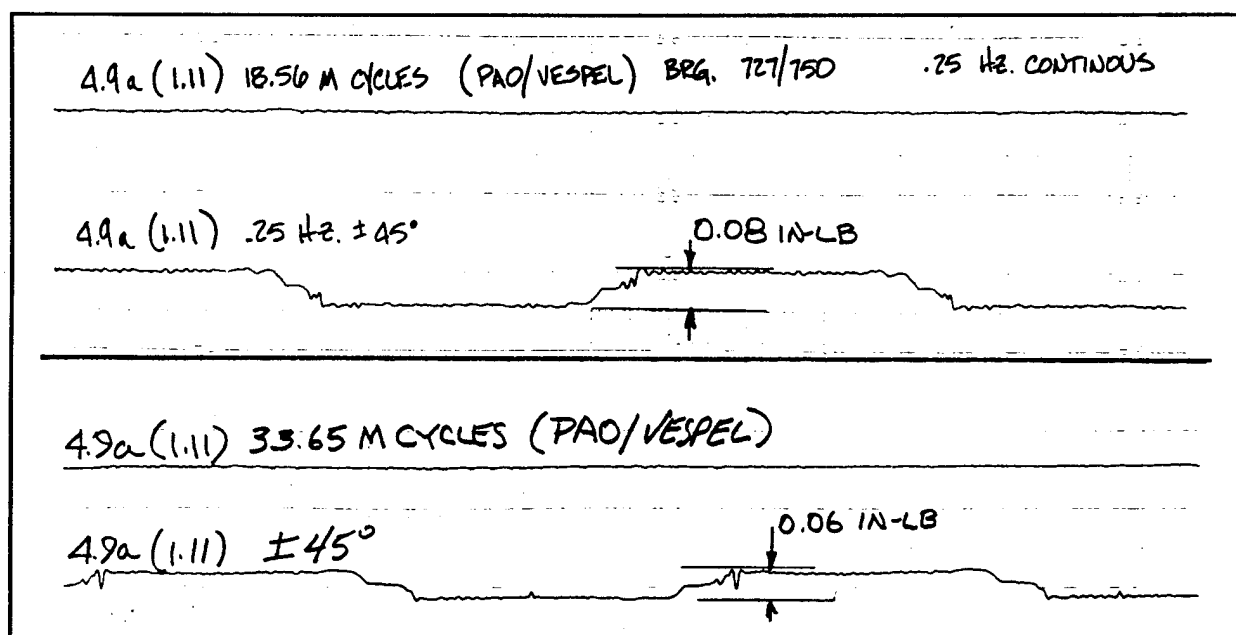 4.9a (1.11) 18.56 M CYCLES (PAO/VESPEL) BRG. 727/750 .25 HZ. CONTINOUS
4.9a (1.11) .25 HZ. ±45° 0.08 IN-LB
4.9a (1.11) 33.65 M CYCLES (PAO/VESPEL)
4.9a (1.11) ±45° 0.06 IN-LB